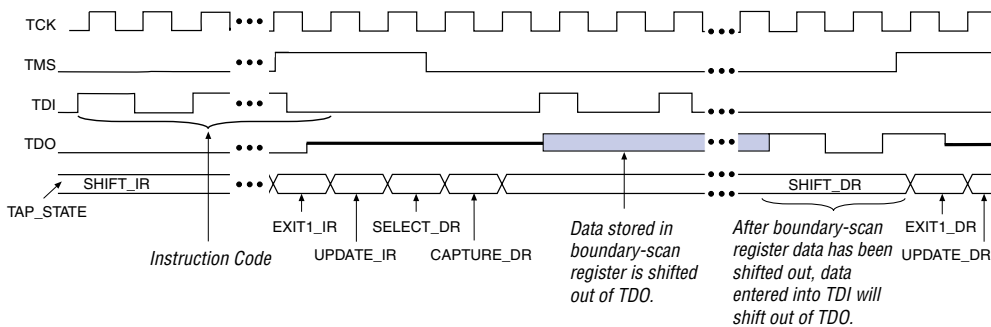 TCK
TMS
TDI
TDO
SHIFT_IR
SHIFT_DR
TAP_STATE
EXIT1_IR
SELECT_DR
EXIT1_DR
Instruction Code
UPDATE_IR
CAPTURE_DR
UPDATE_DR
Data stored in
boundary-scan
register is shifted
out of TDO.
After boundary-scan
register data has been
shifted out, data
entered into TDI will
shift out of TDO.